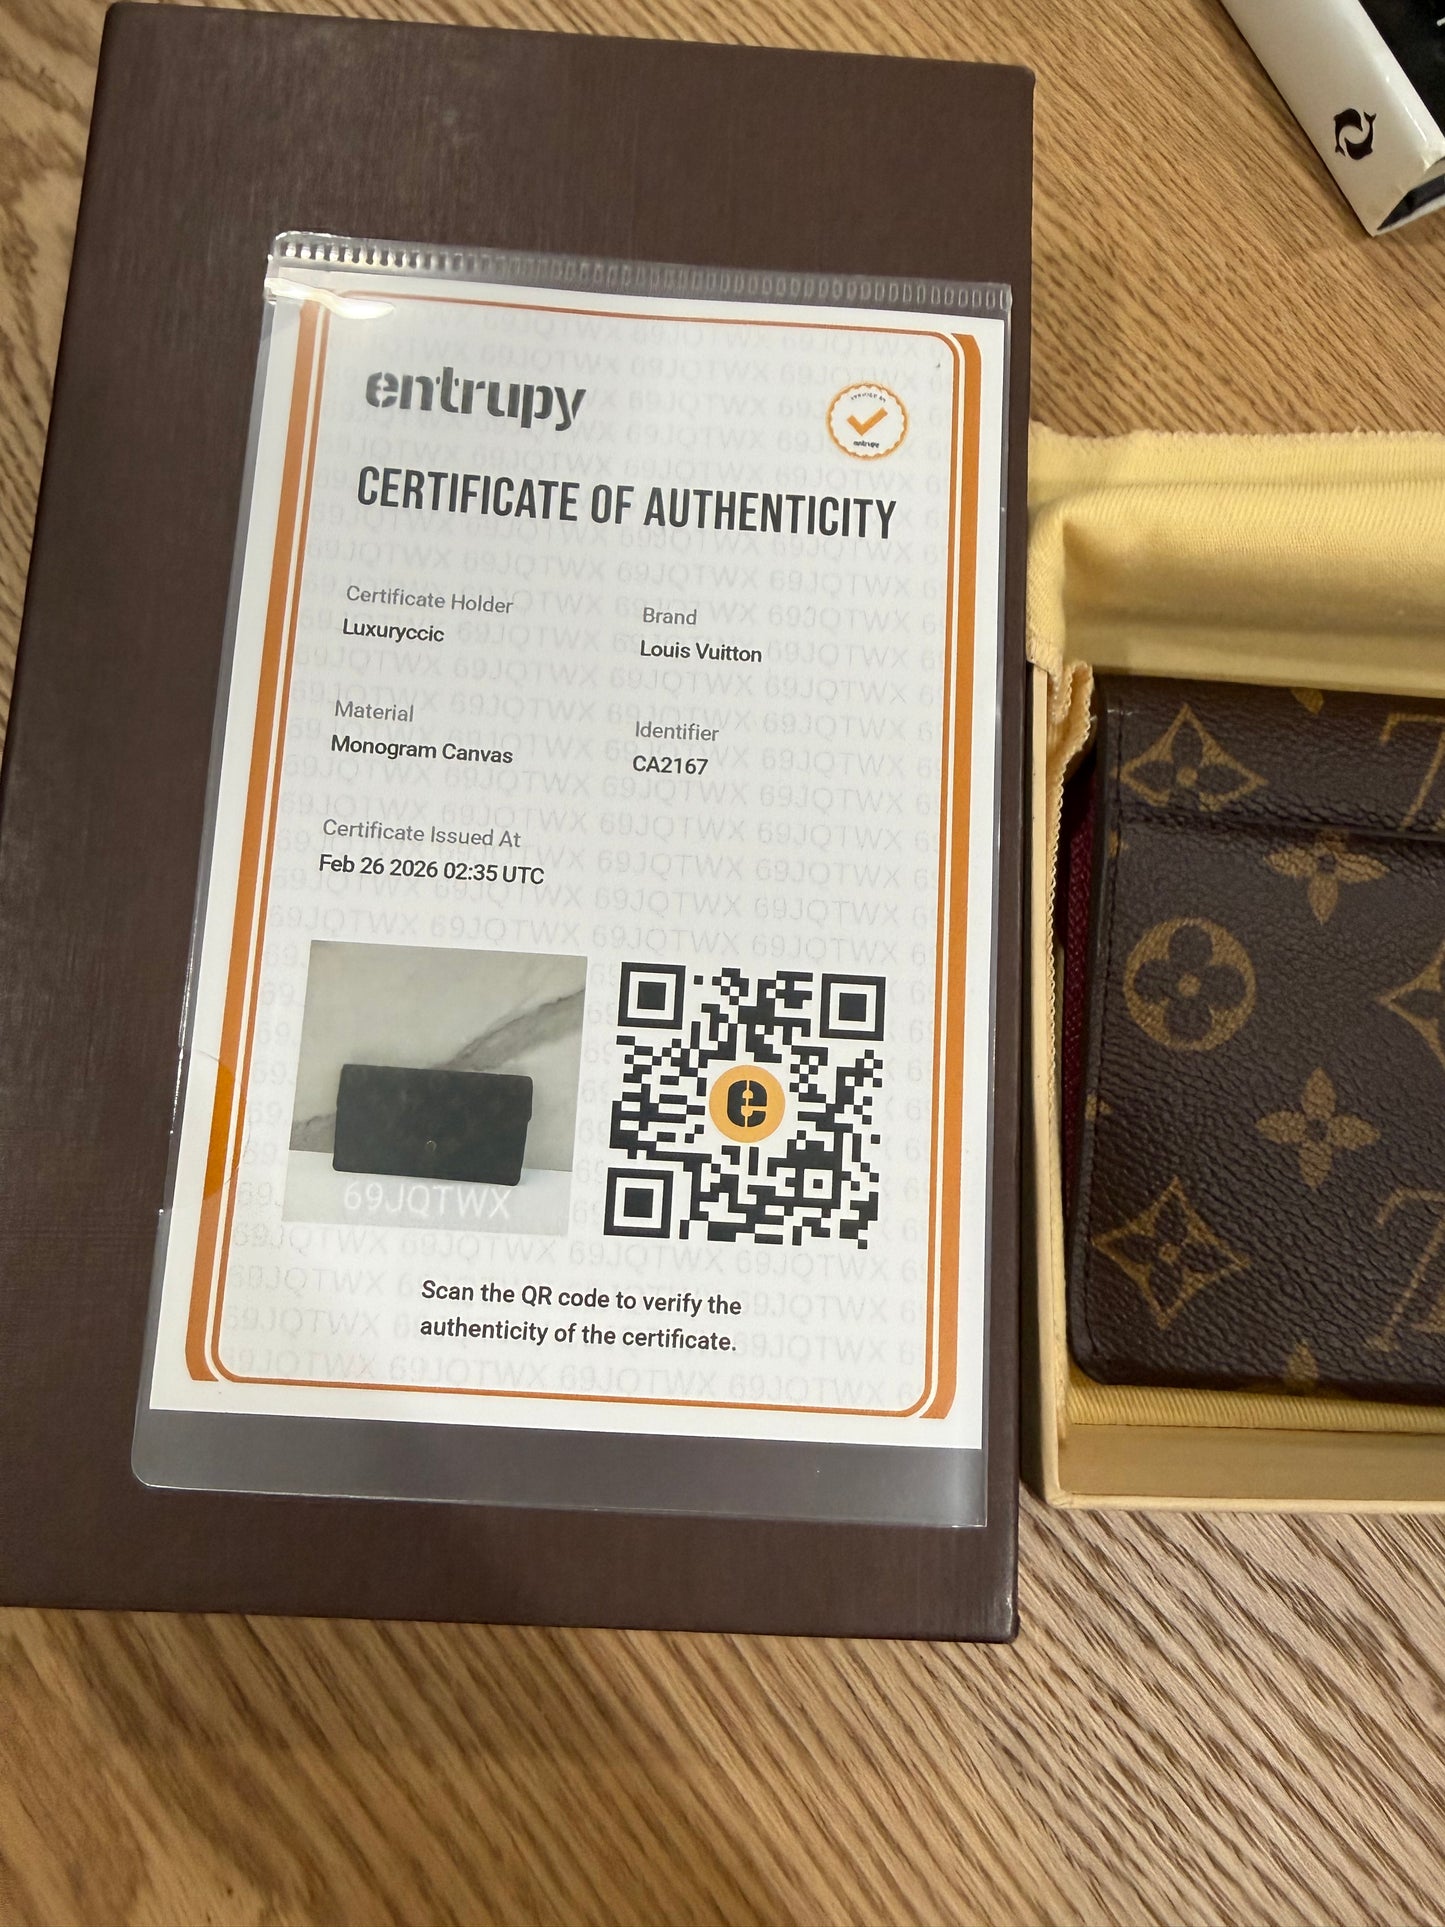 entrupy
entrupy
CERTIFICATE OF AUTHENTICITY
Certificate Holder
Luxuryccic
Brand
Louis Vuitton
Material
Monogram Canvas
Identifier
CA2167
Certificate Issued At
Feb 26 2026 02:35 UTC
e
69JQTWX
Scan the QR code to verify the
authenticity of the certificate.